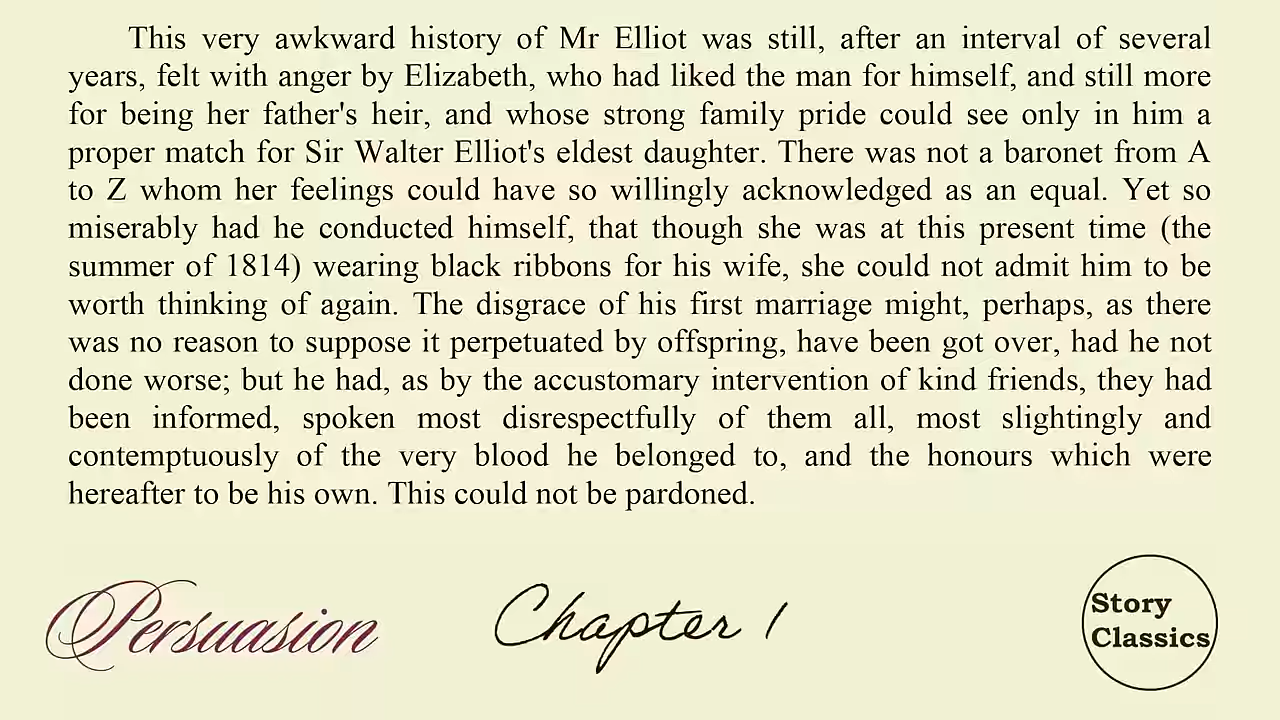 This very awkward history of Mr Elliot was still, after an interval of several
years, felt with anger by Elizabeth, who had liked the man for himself, and still more
for being her father's heir, and whose strong family pride could see only in him a
proper match for Sir Walter Elliot's eldest daughter. There was not a baronet from A
to Z whom her feelings could have so willingly acknowledged as an equal. Yet so
miserably had he conducted himself, that though she was at this present time (the
summer of 1814) wearing black ribbons for his wife, she could not admit him to be
worth thinking of again. The disgrace of his first marriage might, perhaps, as there
was no reason to suppose it perpetuated by offspring, have been got over, had he not
done worse; but he had, as by the accustomary intervention of kind friends, they had
been informed, spoken most disrespectfully of them all, most slightingly and
contemptuously of the very blood he belonged to, and the honours which were
hereafter to be his own. This could not be pardoned.
Persuasion
Chapter 1
Story
Classics